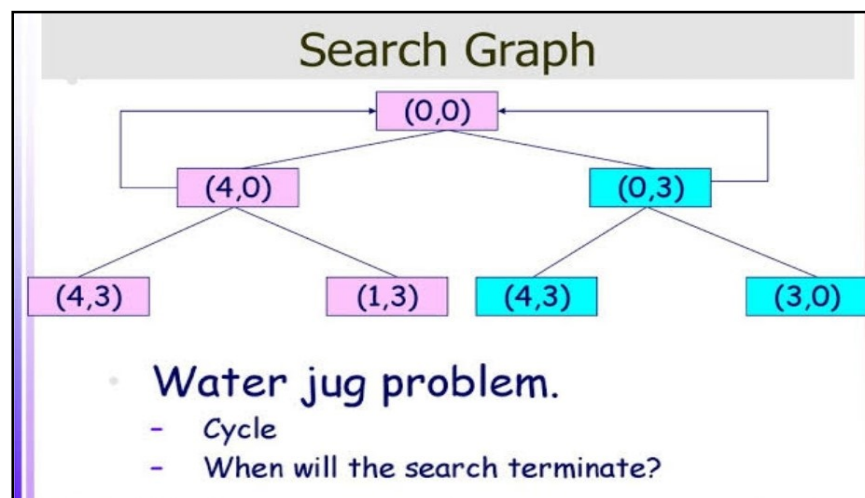 Search Graph
(0,0)
(4,0) (0,3)
(4,3) (1,3) (4,3) (3,0)
• Water jug problem.
– Cycle
– When will the search terminate?